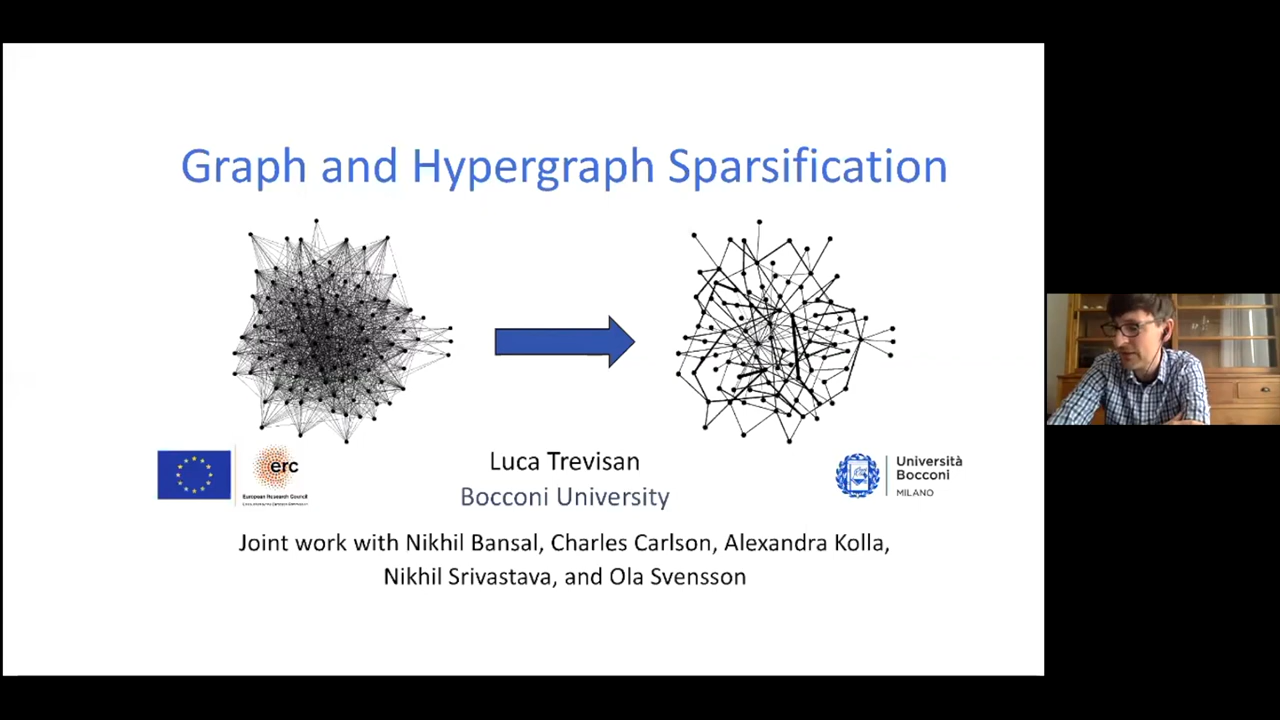 Graph and Hypergraph Sparsification
erc
European Research Council
Luca Trevisan
Bocconi University
Università
Bocconi
MILANO
Joint work with Nikhil Bansal, Charles Carlson, Alexandra Kolla,
Nikhil Srivastava, and Ola Svensson